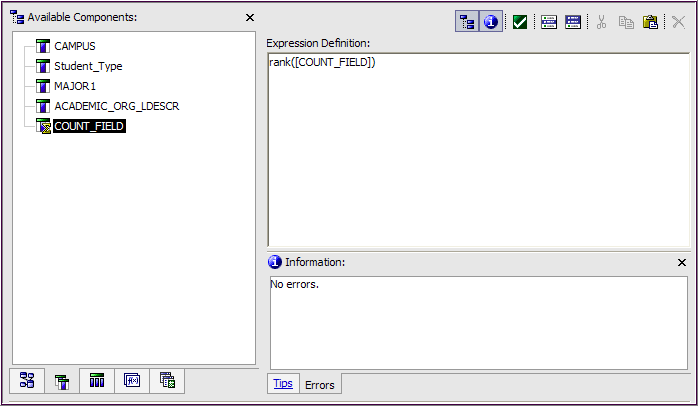 Available Components:
CAMPUS
Student_Type
MAJOR1
ACADEMIC_ORG_LDESCR
COUNT_FIELD
Expression Definition:
rank([COUNT_FIELD])
Information:
No errors.
Tips
Errors